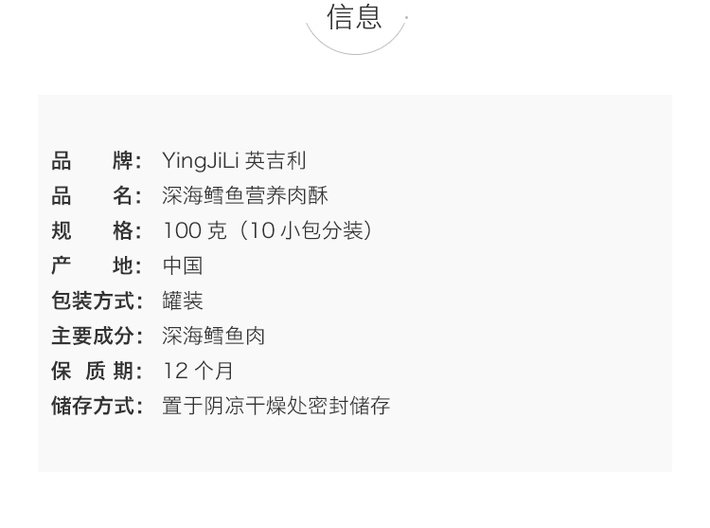 信息
品 牌： YingJiLi 英吉利
品 名： 深海鳕鱼营养肉酥
规 格： 100 克（10 小包分装）
产 地： 中国
包装方式： 罐装
主要成分： 深海鳕鱼肉
保 质 期： 12 个月
储存方式： 置于阴凉干燥处密封储存